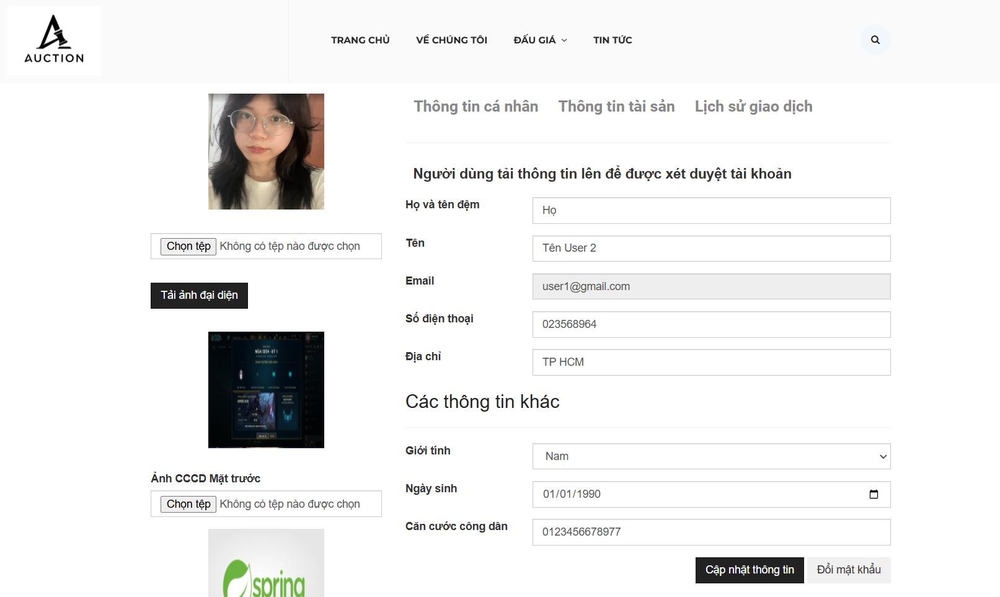 AUCTION
TRANG CHỦ
VỀ CHÚNG TÔI
ĐẤU GIÁ
TIN TỨC
Thông tin cá nhân
Thông tin tài sản
Lịch sử giao dịch
Người dùng tải thông tin lên để được xét duyệt tài khoản
Họ và tên đệm
Họ
Tên
Tên User 2
Email
user1@gmail.com
Số điện thoại
023568964
Địa chỉ
TP HCM
Các thông tin khác
Giới tính
Nam
Ngày sinh
01/01/1990
Căn cước công dân
0123456678977
Cập nhật thông tin
Đổi mật khẩu
Chọn tệp Không có tệp nào được chọn
Tải ảnh đại diện
MÙA 2024 - KỲ 1
Ảnh CCCD Mặt trước
Chọn tệp Không có tệp nào được chọn
spring